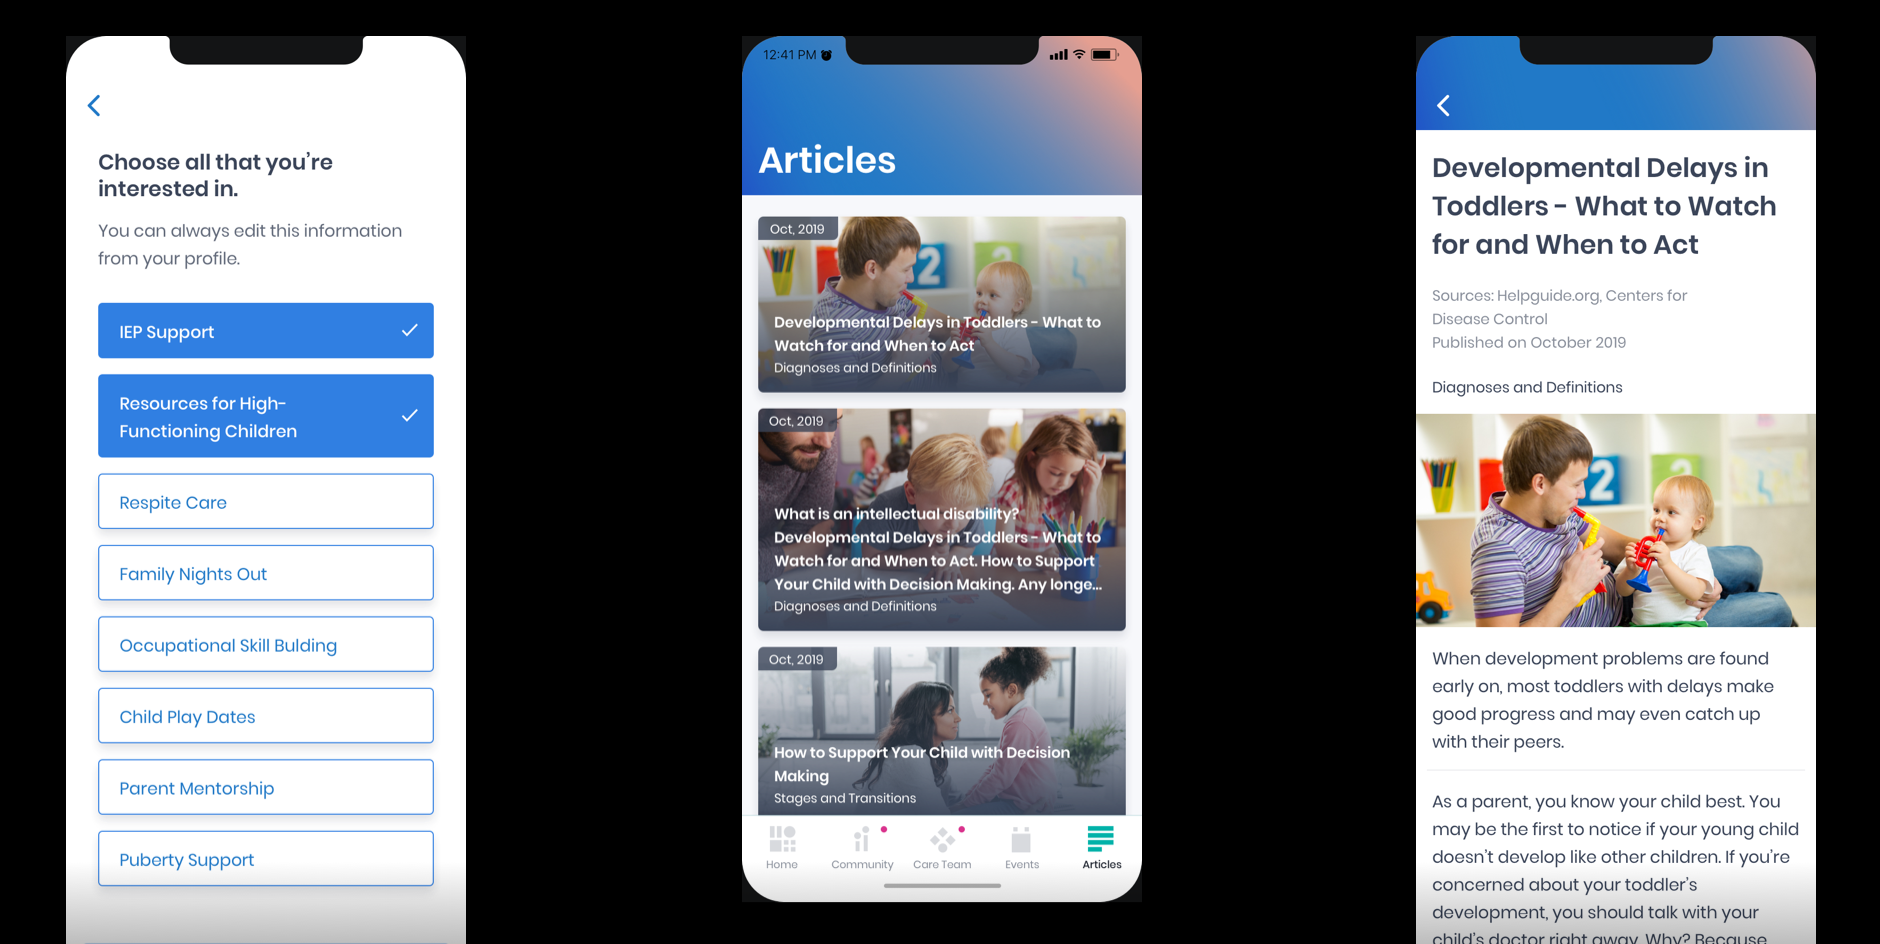 Choose all that you're
interested in.
You can always edit this information
from your profile.
IEP Support
Resources for High-
Functioning Children
Respite Care
Family Nights Out
Occupational Skill Bulding
Child Play Dates
Parent Mentorship
Puberty Support
12:41 PM
Articles
Oct, 2019
2
Developmental Delays in Toddlers - What to
Watch for and When to Act
Diagnoses and Definitions
Oct, 2019
What is an intellectual disability?
Developmental Delays in Toddlers - What to
Watch for and When to Act. How to Support
Your Child with Decision Making. Any longe...
Diagnoses and Definitions
Oct, 2019
How to Support Your Child with Decision
Making
Stages and Transitions
Home Community Care Team Events Articles
Developmental Delays in
Toddlers - What to Watch
for and When to Act
Sources: Helpguide.org, Centers for
Disease Control
Published on October 2019
Diagnoses and Definitions
2
When development problems are found
early on, most toddlers with delays make
good progress and may even catch up
with their peers.
As a parent, you know your child best. You
may be the first to notice if your young child
doesn't develop like other children. If you're
concerned about your toddler's
development, you should talk with your
child's doctor right away. Why? Because